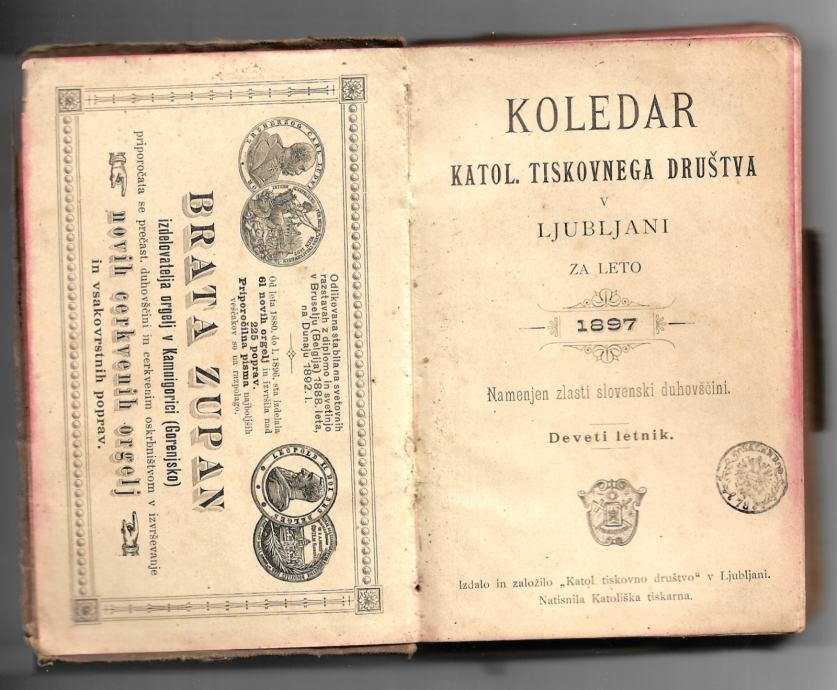 Odlikovana sta bila na svetovnih
razstavah z diplomo in svetinjo
v Bruselju (Belgija) 1888. leta,
na Dunaju 1892. l.
Od leta 1880. do l. 1896. sta izdelala
61 novih orgelj in izvršila nad
225 poprav.
Priporočilna pisma najboljših
veščakov so na razpolago.
BRATA ZUPAN
izdelovatelja orgelj v Kamnigorici (Gorenjsko)
priporočata se prečast. duhovščini in cerkvenim oskrbništvom v izvrševanje
novih cerkvenih orgelj
in vsakovrstnih poprav.
KOLEDAR
KATOL. TISKOVNEGA DRUŠTVA
V
LJUBLJANI
ZA LETO
1897
Namenjen zlasti slovenski duhovščini.
Deveti letnik.
Izdalo in založilo „Katol. tiskovno društvo“ v Ljubljani.
Natisnila Katoliška tiskarna.